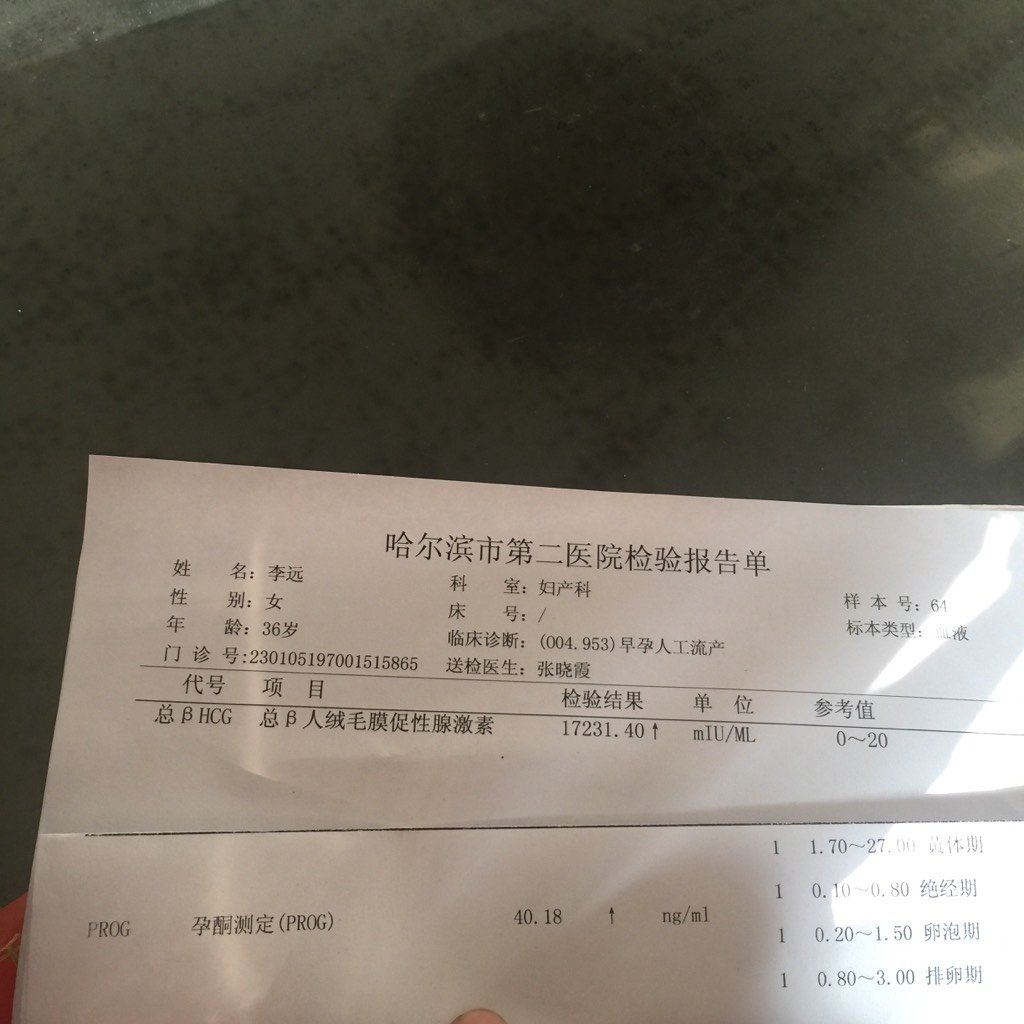 哈尔滨市第二医院检验报告单
姓 名：李远 科 室：妇产科 样 本 号：64
性 别：女 床 号：/ 标本类型：血液
年 龄：36岁 临床诊断：(004.953)早孕人工流产
门 诊 号:230105197001515865 送检医生：张晓霞
代号 项 目 检验结果 单 位 参考值
总βHCG 总β人绒毛膜促性腺激素 17231.40↑ mIU/ML 0～20
1 1.70～27.00 黄体期
1 0.10～0.80 绝经期
PROG 孕酮测定(PROG) 40.18 ↑ ng/ml
1 0.20～1.50 卵泡期
1 0.80～3.00 排卵期